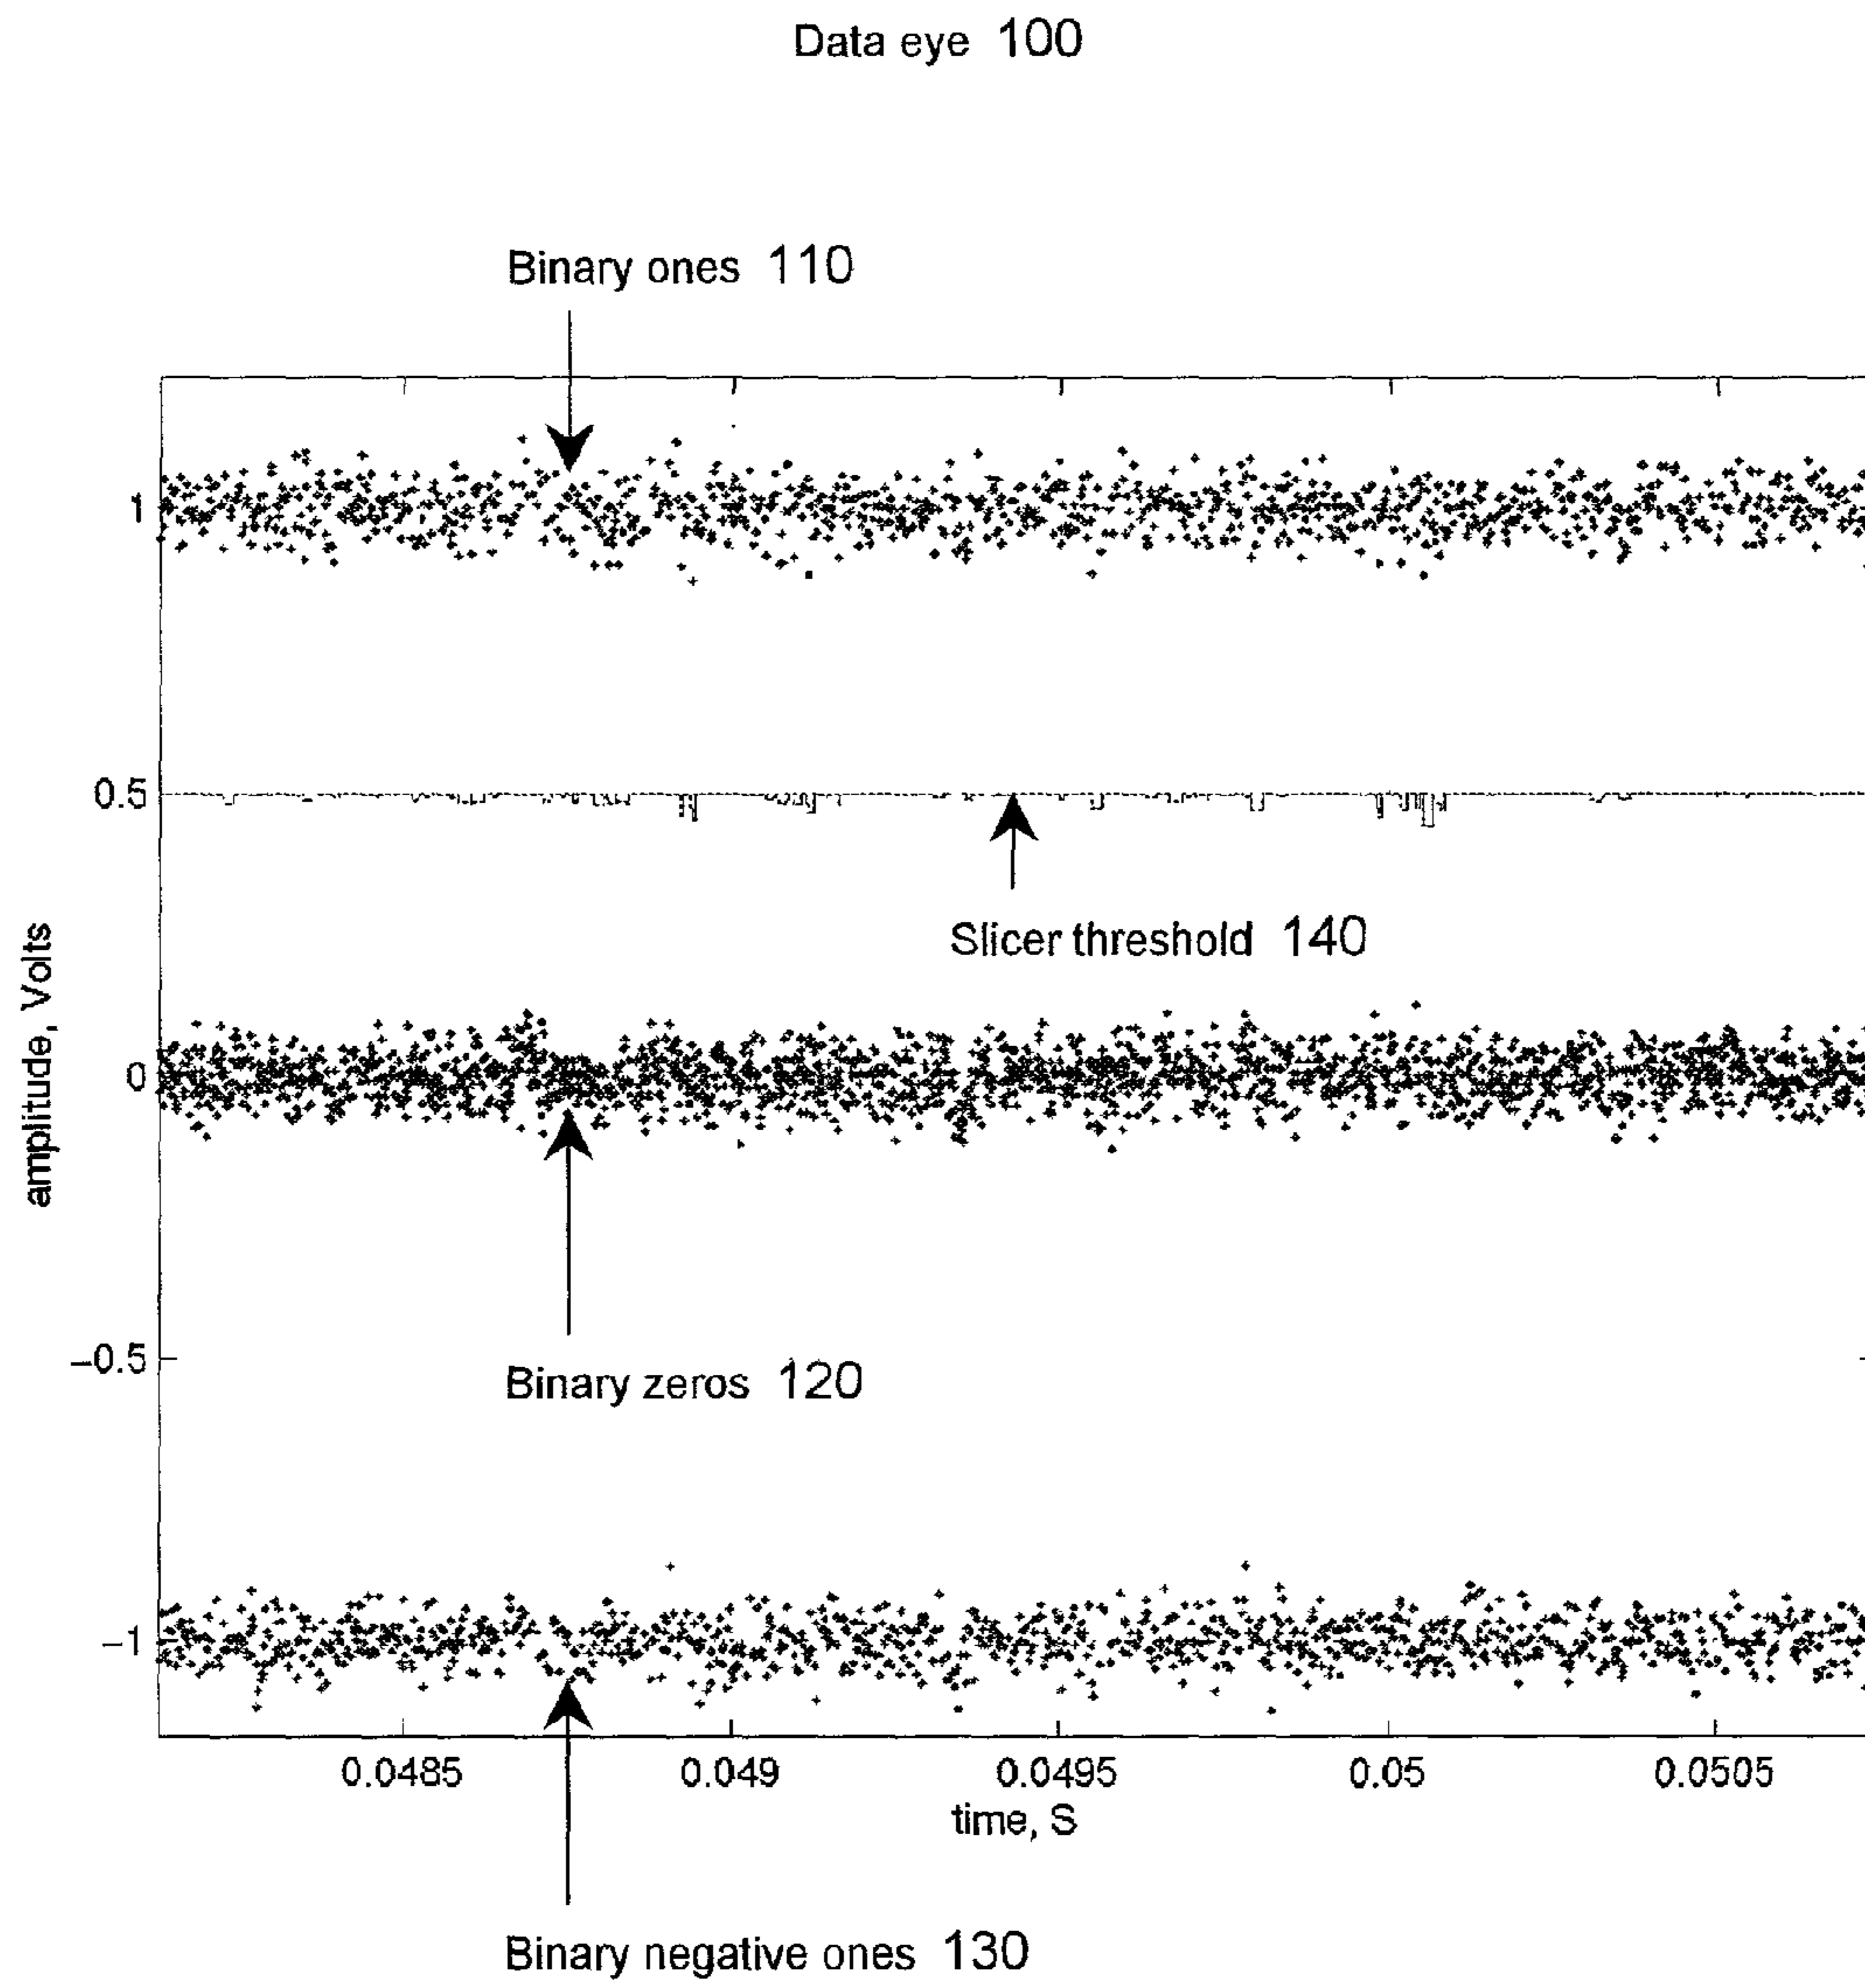 Data eye 100
Binary ones 110
1
0.5
Slicer threshold 140
amplitude, Volts
0
−0.5
Binary zeros 120
−1
0.0485 0.049 0.0495 0.05 0.0505
time, S
Binary negative ones 130